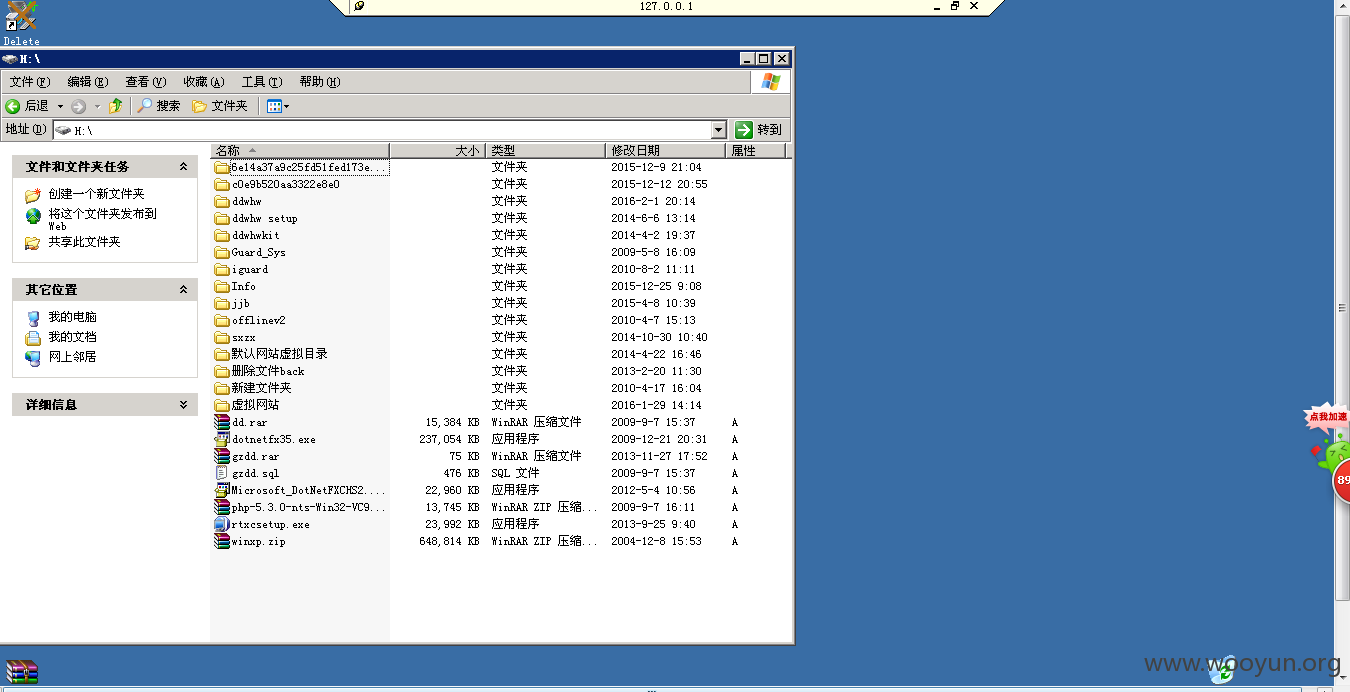 127.0.0.1
Delete
H:\
文件(F) 编辑(E) 查看(V) 收藏(A) 工具(T) 帮助(H)
后退 搜索 文件夹
地址(D) H:\ 转到
文件和文件夹任务
创建一个新文件夹
将这个文件夹发布到
Web
共享此文件夹
其它位置
我的电脑
我的文档
网上邻居
详细信息
名称 大小 类型 修改日期 属性
6e14a37a9c25fd51fed173e... 文件夹 2015-12-9 21:04
c0e9b520aa3322e8e0 文件夹 2015-12-12 20:55
ddwhw 文件夹 2016-2-1 20:14
ddwhw setup 文件夹 2014-6-6 13:14
ddwhwkit 文件夹 2014-4-2 19:37
Guard_Sys 文件夹 2009-5-8 16:09
iguard 文件夹 2010-8-2 11:11
Info 文件夹 2015-12-25 9:08
jjb 文件夹 2015-4-8 10:39
offlinev2 文件夹 2010-4-7 15:13
sxzx 文件夹 2014-10-30 10:40
默认网站虚拟目录 文件夹 2014-4-22 16:46
删除文件back 文件夹 2013-2-20 11:30
新建文件夹 文件夹 2010-4-17 16:04
虚拟网站 文件夹 2016-1-29 14:14
dd.rar 15,384 KB WinRAR 压缩文件 2009-9-7 15:37 A
dotnetfx35.exe 237,054 KB 应用程序 2009-12-21 20:31 A
gzdd.rar 75 KB WinRAR 压缩文件 2013-11-27 17:52 A
gzdd.sql 476 KB SQL 文件 2009-9-7 15:37 A
Microsoft_DotNetFXCHS2.... 22,960 KB 应用程序 2012-5-4 10:56 A
php-5.3.0-nts-Win32-VC9... 13,745 KB WinRAR ZIP 压缩... 2009-9-7 16:11 A
rtxcsetup.exe 23,992 KB 应用程序 2013-9-25 9:40 A
winxp.zip 648,814 KB WinRAR ZIP 压缩... 2004-12-8 15:53 A
点我加速
89
www.wooyun.org